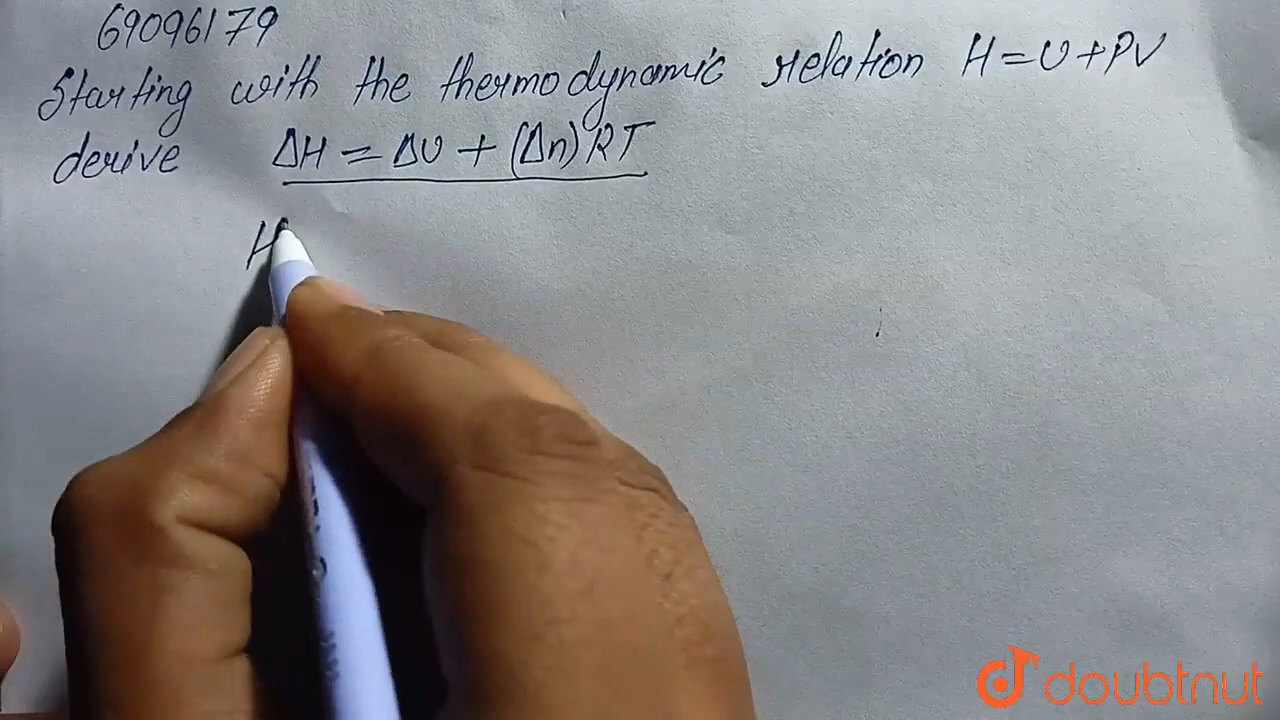 69096179
Starting with the thermodynamic relation H = U + PV
derive ΔH = ΔU + (Δn) RT
H
doubtnut